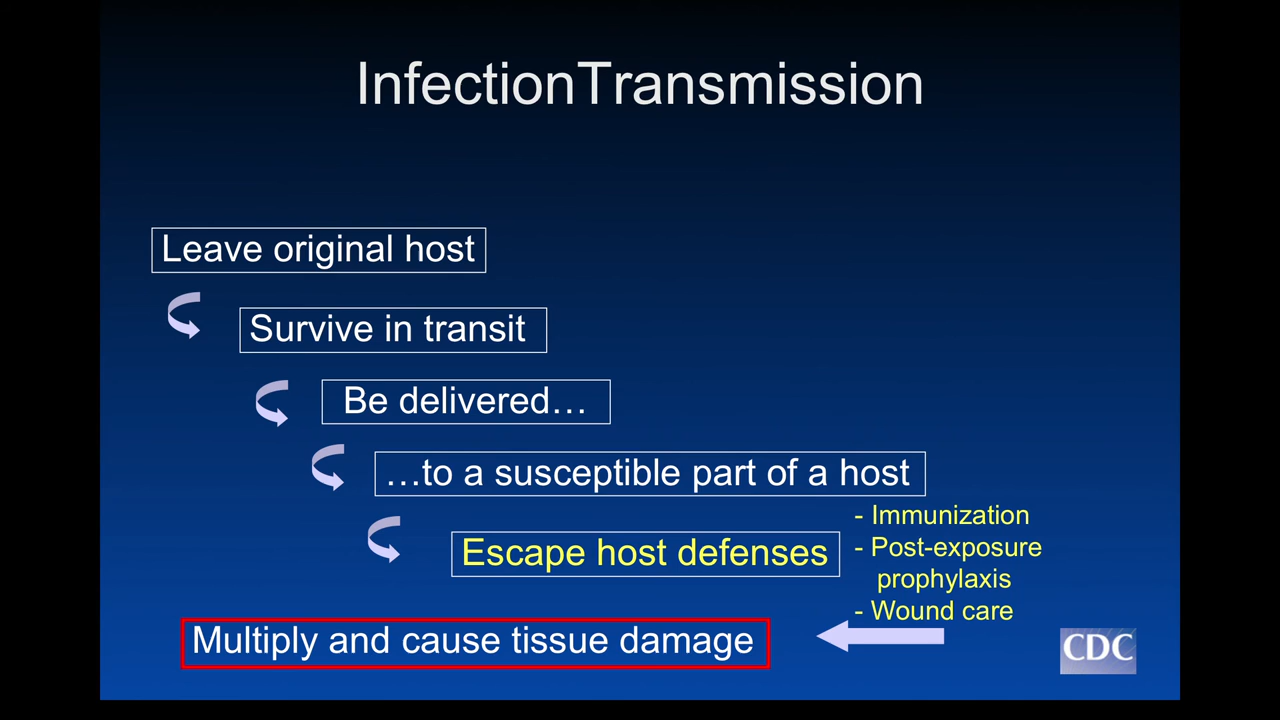 InfectionTransmission
Leave original host
Survive in transit
Be delivered…
…to a susceptible part of a host
Escape host defenses
- Immunization
- Post-exposure
prophylaxis
- Wound care
Multiply and cause tissue damage
CDC